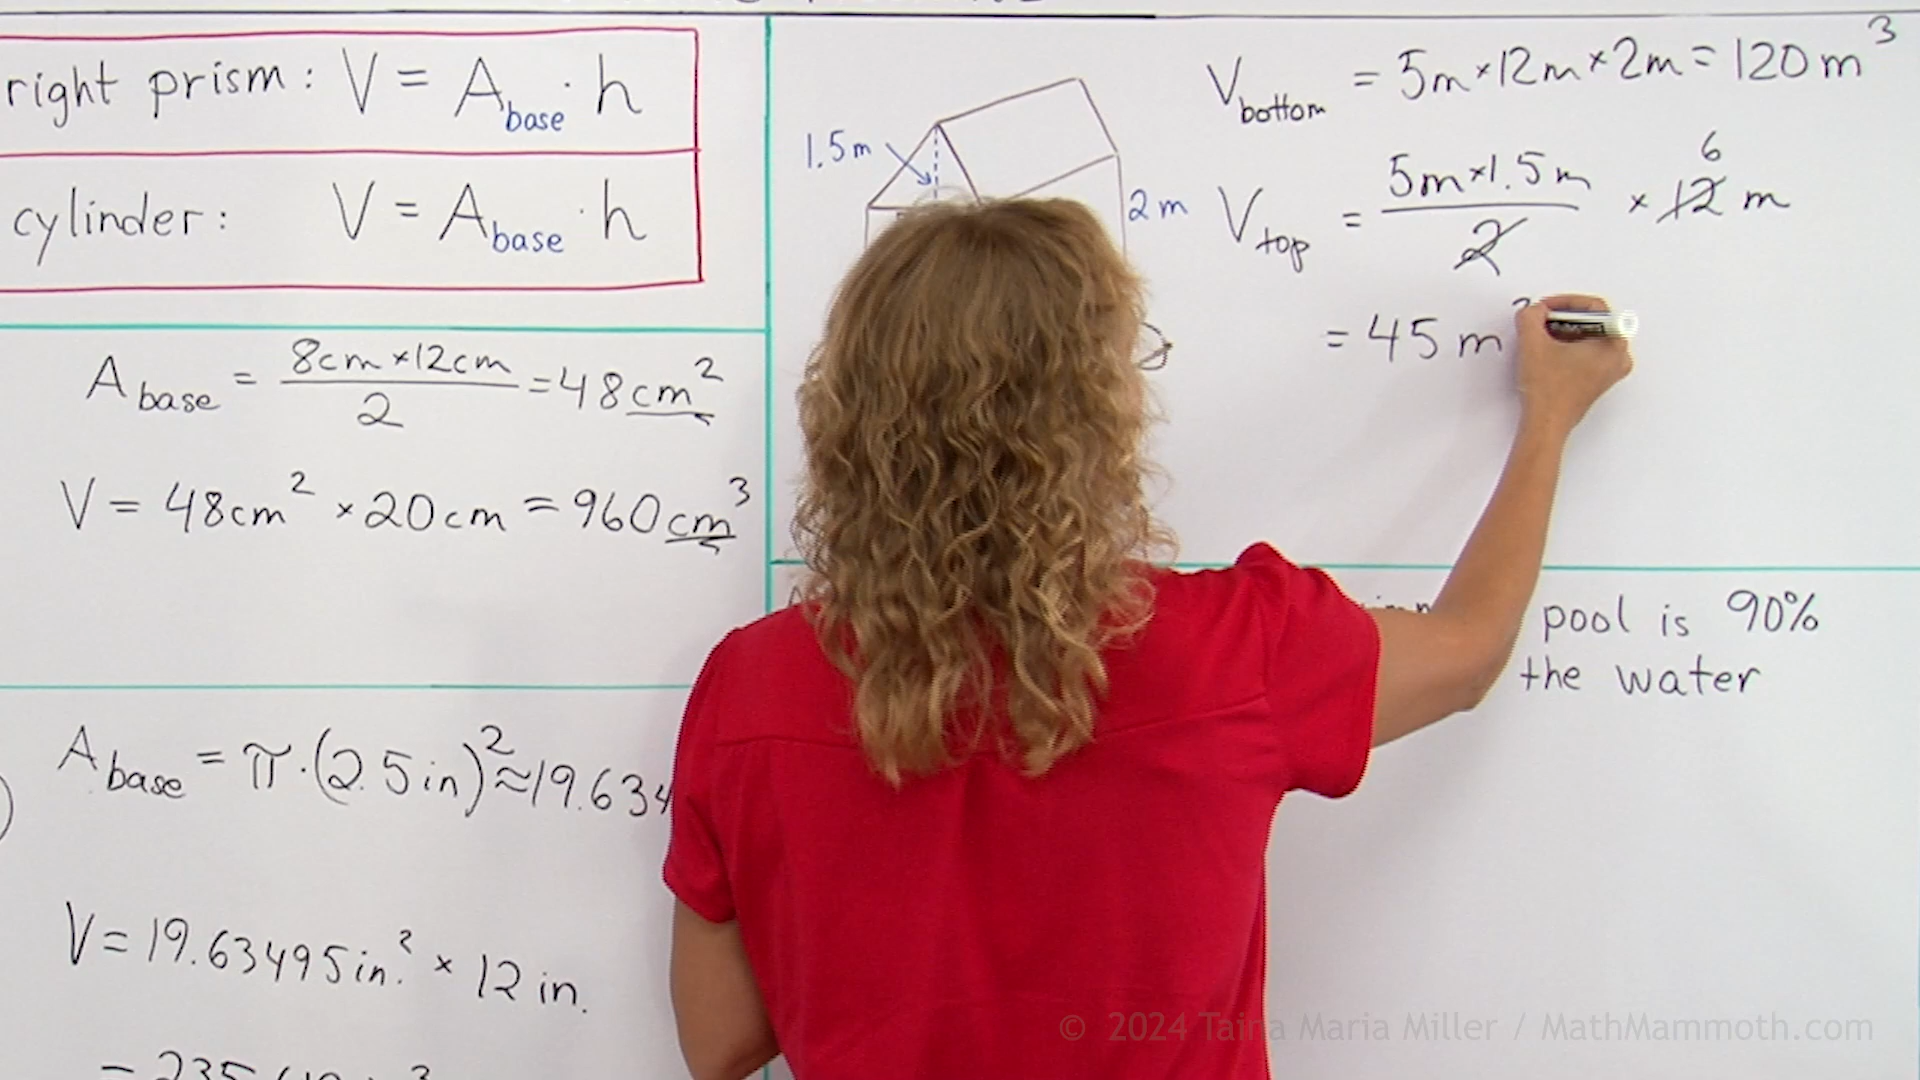 right prism: V = A base · h
cylinder: V = A base · h
A base = 8cm × 12cm / 2 = 48 cm²
V = 48cm² × 20cm = 960 cm³
A base = π · (2.5 in)² ≈ 19.634
V = 19.63495 in.² × 12 in.
1.5 m
2 m
V bottom = 5m × 12m × 2m = 120 m³
V top = 5m × 1.5m / 2 × 12 m
6
= 45 m
pool is 90%
the water
© 2024 Taina Maria Miller / MathMammoth.com